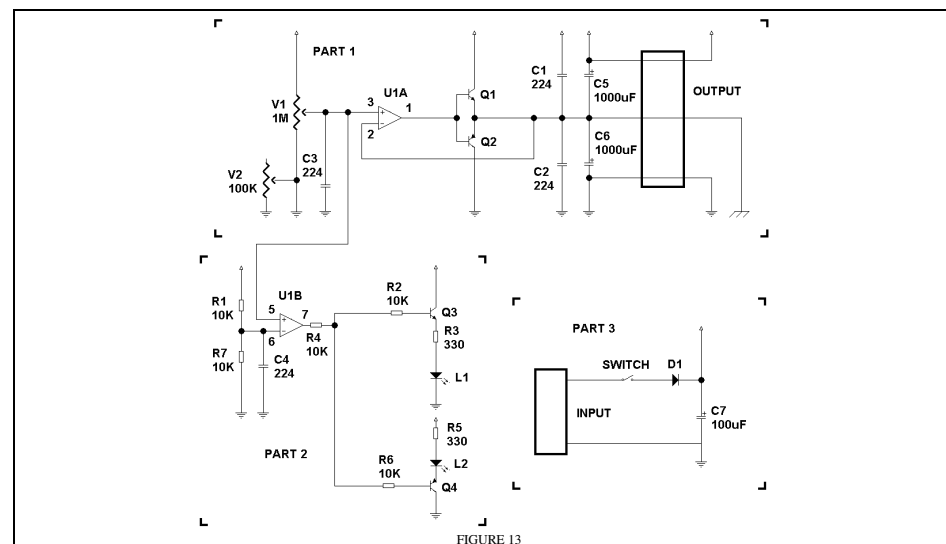 PART 1
V1
1M
V2
100K
C3
224
3
2
U1A
1
Q1
Q2
C1
224
C2
224
+
C5
1000uF
+
C6
1000uF
OUTPUT
PART 2
R1
10K
R7
10K
C4
224
U1B
5
6
7
R4
10K
R2
10K
Q3
R3
330
L1
R5
330
L2
R6
10K
Q4
PART 3
SWITCH
D1
INPUT
+
C7
100uF
FIGURE 13